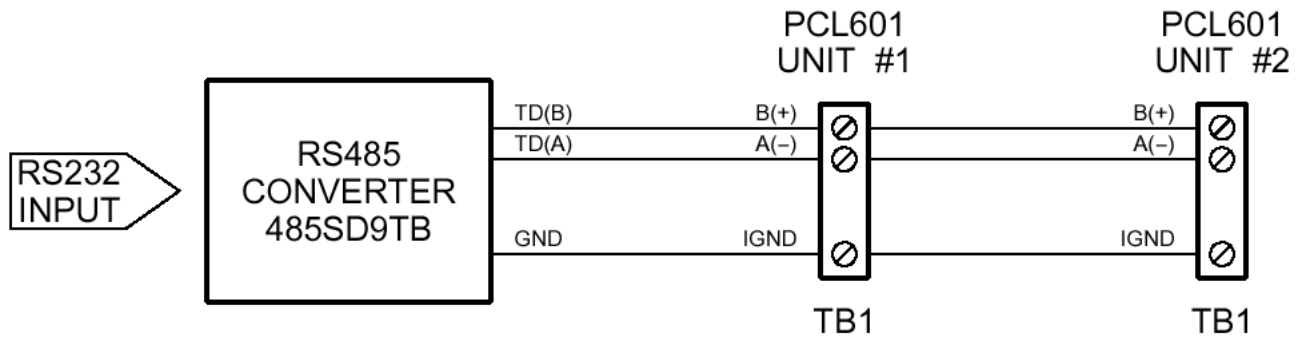 PCL601
UNIT #1
PCL601
UNIT #2
TD(B)
B(+)
B(+)
TD(A)
A(−)
A(−)
RS232
INPUT
RS485
CONVERTER
485SD9TB
GND
IGND
IGND
TB1
TB1